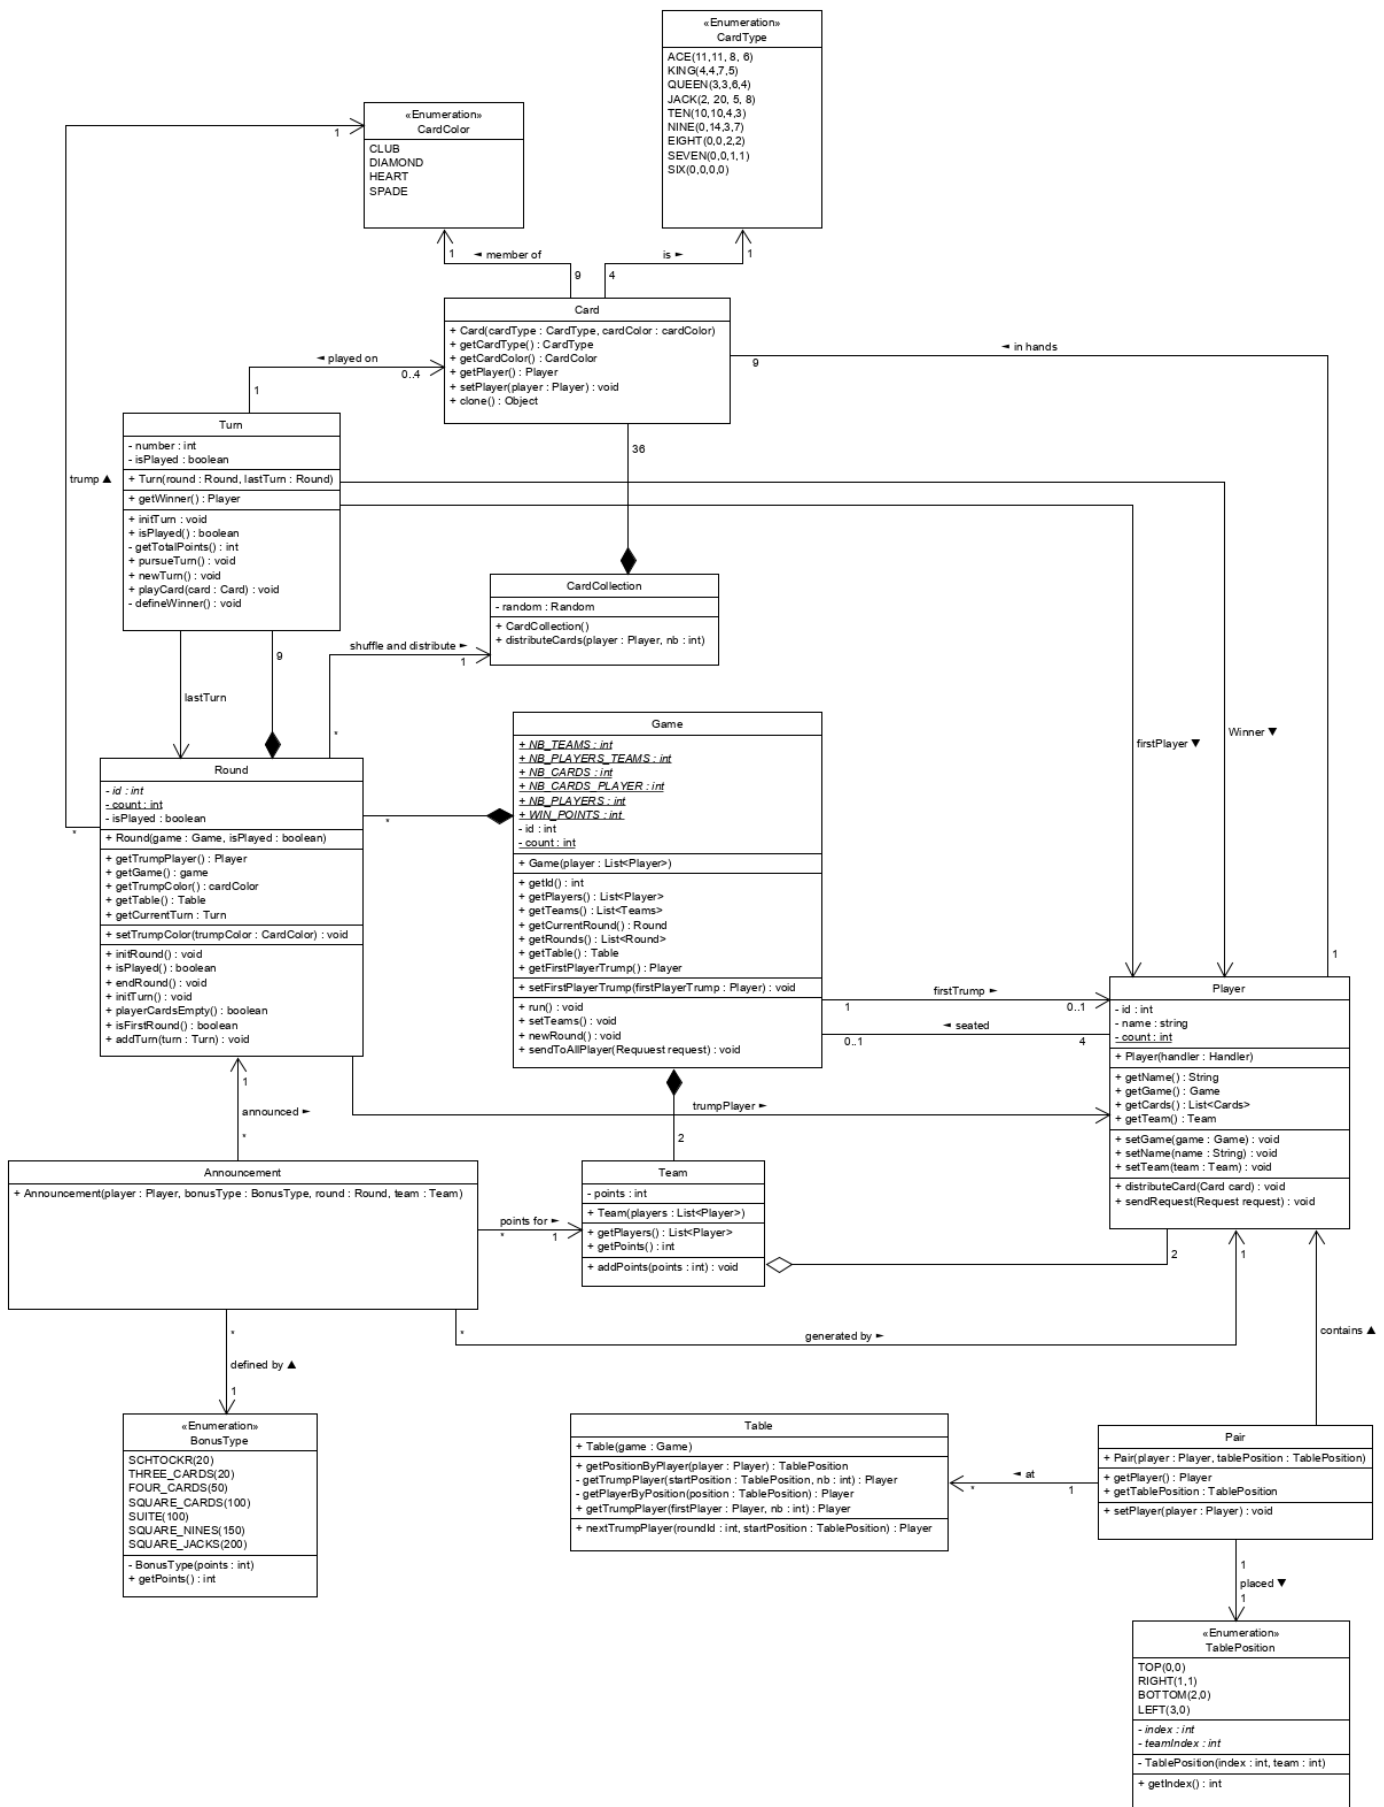 «Enumeration»
CardType
ACE(11,11, 8, 6)
KING(4,4,7,5)
QUEEN(3,3,6,4)
JACK(2, 20, 5, 8)
TEN(10,10,4,3)
NINE(0,14,3,7)
EIGHT(0,0,2,2)
SEVEN(0,0,1,1)
SIX(0,0,0,0)
«Enumeration»
CardColor
CLUB
DIAMOND
HEART
SPADE
1
1
◄ member of
9
is ►
4
1
Card
+ Card(cardType : CardType, cardColor : cardColor)
+ getCardType() : CardType
+ getCardColor() : CardColor
+ getPlayer() : Player
+ setPlayer(player : Player) : void
+ clone() : Object
◄ played on
0..4
1
◄ in hands
9
1
36
Turn
- number : int
- isPlayed : boolean
+ Turn(round : Round, lastTurn : Round)
+ getWinner() : Player
+ initTurn : void
+ isPlayed() : boolean
- getTotalPoints() : int
+ pursueTurn() : void
+ newTurn() : void
+ playCard(card : Card) : void
- defineWinner() : void
trump ▲
CardCollection
- random : Random
+ CardCollection()
+ distributeCards(player : Player, nb : int)
shuffle and distribute ►
1
*
9
lastTurn
firstPlayer ▼
Winner ▼
Round
- id : int
- count : int
- isPlayed : boolean
+ Round(game : Game, isPlayed : boolean)
+ getTrumpPlayer() : Player
+ getGame() : game
+ getTrumpColor() : cardColor
+ getTable() : Table
+ getCurrentTurn : Turn
+ setTrumpColor(trumpColor : CardColor) : void
+ initRound() : void
+ isPlayed() : boolean
+ endRound() : void
+ initTurn() : void
+ playerCardsEmpty() : boolean
+ isFirstRound() : boolean
+ addTurn(turn : Turn) : void
*
*
Game
+ NB_TEAMS : int
+ NB_PLAYERS_TEAMS : int
+ NB_CARDS : int
+ NB_CARDS_PLAYER : int
+ NB_PLAYERS : int
+ WIN_POINTS : int
- id : int
- count : int
+ Game(player : List<Player>)
+ getId() : int
+ getPlayers() : List<Player>
+ getTeams() : List<Teams>
+ getCurrentRound() : Round
+ getRounds() : List<Round>
+ getTable() : Table
+ getFirstPlayerTrump() : Player
+ setFirstPlayerTrump(firstPlayerTrump : Player) : void
+ run() : void
+ setTeams() : void
+ newRound() : void
+ sendToAllPlayer(Requuest request) : void
firstTrump ►
1
0..1
◄ seated
0..1
4
Player
- id : int
- name : string
- count : int
+ Player(handler : Handler)
+ getName() : String
+ getGame() : Game
+ getCards() : List<Cards>
+ getTeam() : Team
+ setGame(game : Game) : void
+ setName(name : String) : void
+ setTeam(team : Team) : void
+ distributeCard(Card card) : void
+ sendRequest(Request request) : void
1
announced ►
*
trumpPlayer ►
2
Announcement
+ Announcement(player : Player, bonusType : BonusType, round : Round, team : Team)
points for ►
*
1
Team
- points : int
+ Team(players : List<Player>)
+ getPlayers() : List<Player>
+ getPoints() : int
+ addPoints(points : int) : void
2
1
*
generated by ►
*
defined by ▲
1
contains ▲
«Enumeration»
BonusType
SCHTOCKR(20)
THREE_CARDS(20)
FOUR_CARDS(50)
SQUARE_CARDS(100)
SUITE(100)
SQUARE_NINES(150)
SQUARE_JACKS(200)
- BonusType(points : int)
+ getPoints() : int
Table
+ Table(game : Game)
+ getPositionByPlayer(player : Player) : TablePosition
- getTrumpPlayer(startPosition : TablePosition, nb : int) : Player
- getPlayerByPosition(position : TablePosition) : Player
+ getTrumpPlayer(firstPlayer : Player, nb : int) : Player
+ nextTrumpPlayer(roundId : int, startPosition : TablePosition) : Player
◄ at
*
1
Pair
+ Pair(player : Player, tablePosition : TablePosition)
+ getPlayer() : Player
+ getTablePosition : TablePosition
+ setPlayer(player : Player) : void
1
placed ▼
1
«Enumeration»
TablePosition
TOP(0,0)
RIGHT(1,1)
BOTTOM(2,0)
LEFT(3,0)
- index : int
- teamIndex : int
- TablePosition(index : int, team : int)
+ getIndex() : int